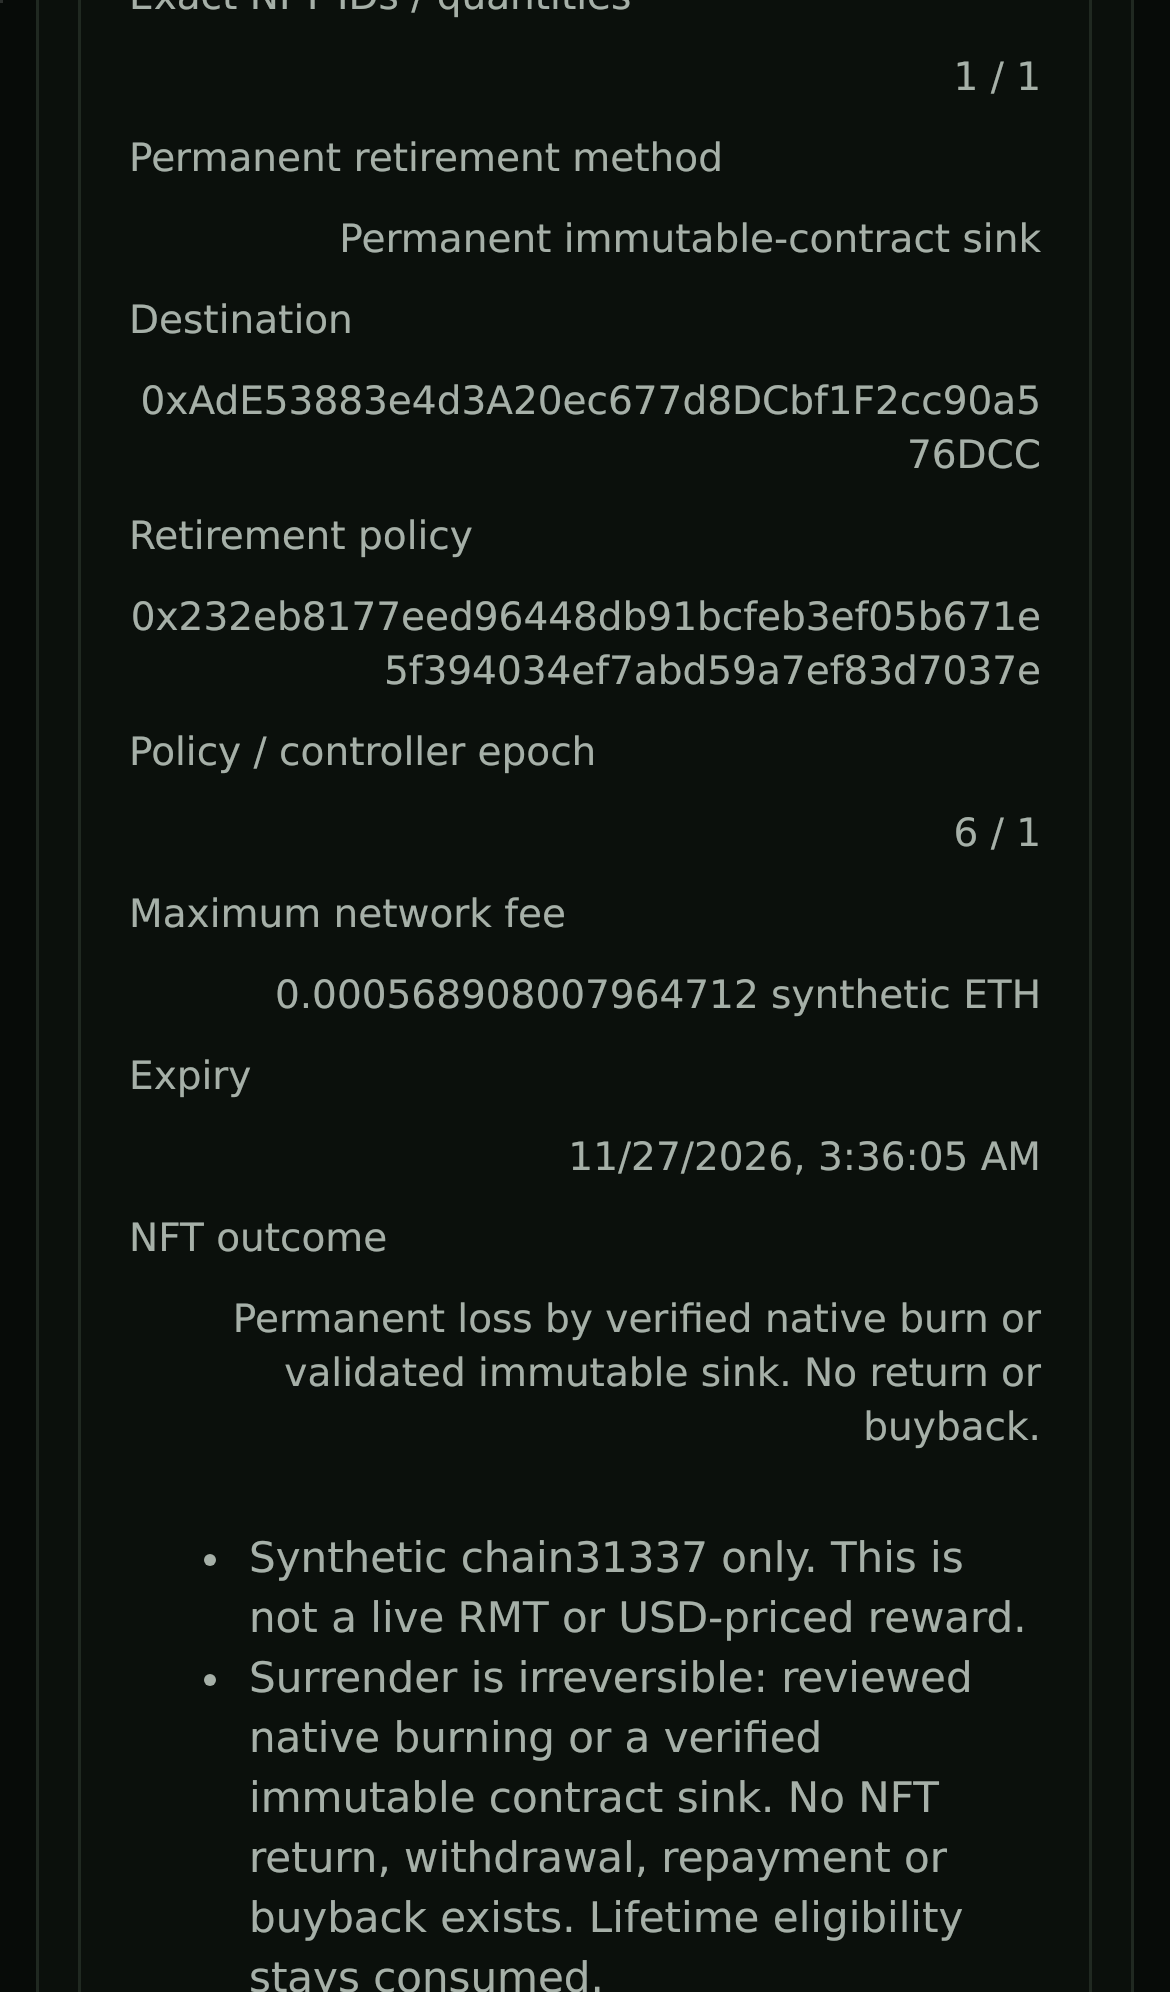 Exact NFT IDs / quantities
1 / 1
Permanent retirement method
Permanent immutable-contract sink
Destination
0xAdE53883e4d3A20ec677d8DCbf1F2cc90a5
76DCC
Retirement policy
0x232eb8177eed96448db91bcfeb3ef05b671e
5f394034ef7abd59a7ef83d7037e
Policy / controller epoch
6 / 1
Maximum network fee
0.000568908007964712 synthetic ETH
Expiry
11/27/2026, 3:36:05 AM
NFT outcome
Permanent loss by verified native burn or
validated immutable sink. No return or
buyback.
• Synthetic chain31337 only. This is
not a live RMT or USD-priced reward.
• Surrender is irreversible: reviewed
native burning or a verified
immutable contract sink. No NFT
return, withdrawal, repayment or
buyback exists. Lifetime eligibility
stays consumed.